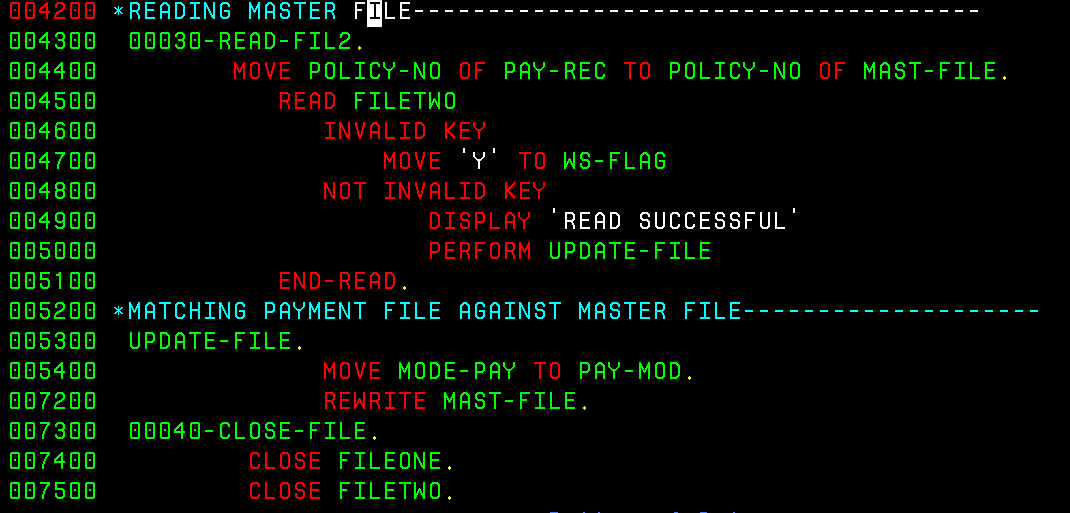 004200 *READING MASTER FILE--------------------------------------
004300  00030-READ-FIL2.
004400         MOVE POLICY-NO OF PAY-REC TO POLICY-NO OF MAST-FILE.
004500            READ FILETWO
004600               INVALID KEY
004700                   MOVE 'Y' TO WS-FLAG
004800               NOT INVALID KEY
004900                      DISPLAY 'READ SUCCESSFUL'
005000                      PERFORM UPDATE-FILE
005100            END-READ.
005200 *MATCHING PAYMENT FILE AGAINST MASTER FILE--------------------
005300  UPDATE-FILE.
005400               MOVE MODE-PAY TO PAY-MOD.
007200               REWRITE MAST-FILE.
007300  00040-CLOSE-FILE.
007400          CLOSE FILEONE.
007500          CLOSE FILETWO.